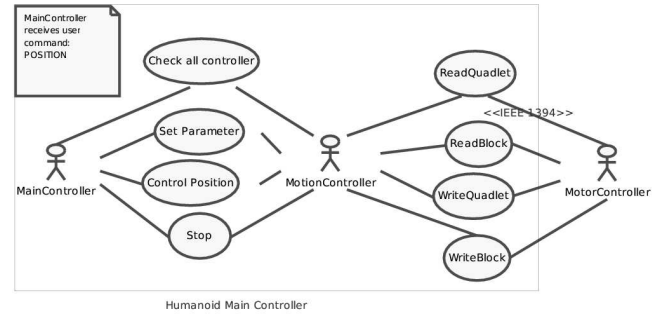 MainController
receives user
command:
POSITION
Check all controller
ReadQuadlet
<<IEEE 1394>>
Set Parameter
ReadBlock
MainController
Control Position
MotionController
WriteQuadlet
MotorController
Stop
WriteBlock
Humanoid Main Controller